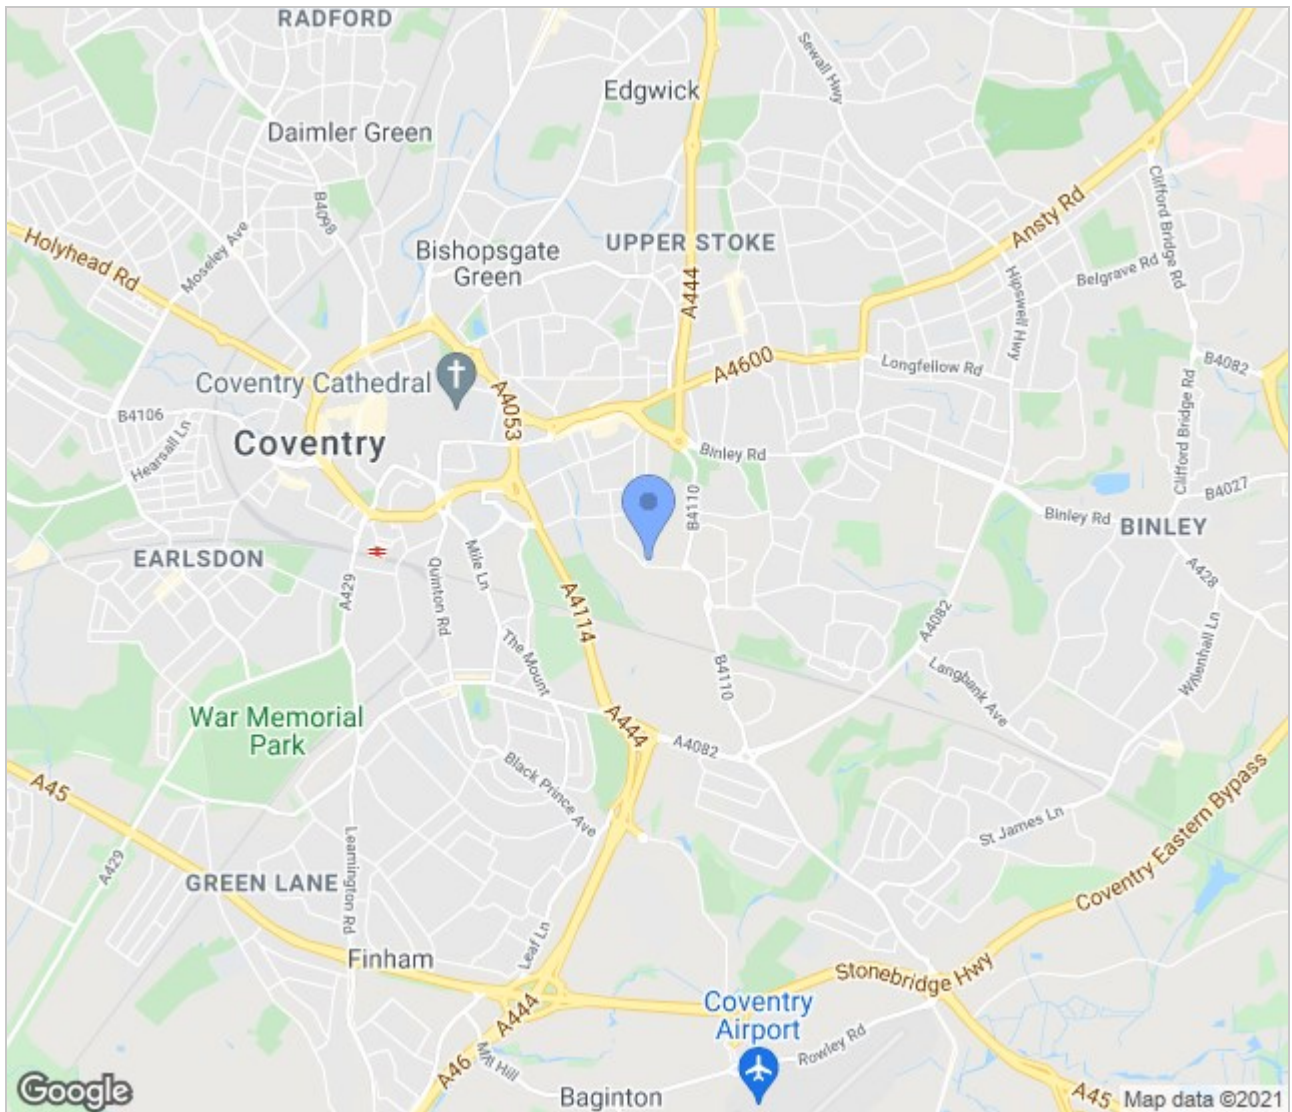 RADFORD
Edgwick
Sewall Hwy
Daimler Green
B4098
Clifford Bridge Rd
Ansty Rd
Holyhead Rd
Moseley Ave
Bishopsgate
Green
UPPER STOKE
A444
Hipswell Hwy
Belgrave Rd
Coventry Cathedral
A4053
A4600
Longfellow Rd
B4082
B4106
Hearsall Ln
Coventry
Binley Rd
Clifford Bridge Rd
B4027
B4110
Binley Rd
BINLEY
EARLSDON
A429
Quinton Rd
Mile Ln
A4114
A428
A4082
The Mount
B4110
Langbank Ave
Willenhall Ln
War Memorial
Park
A444
A4082
A45
Black Prince Ave
St James Ln
Coventry Eastern Bypass
A429
Leamington Rd
GREEN LANE
Leaf Ln
Finham
Stonebridge Hwy
A444
Coventry
Airport
Rowley Rd
A46
Mill Hill
Baginton
A45
Google
Map data ©2021